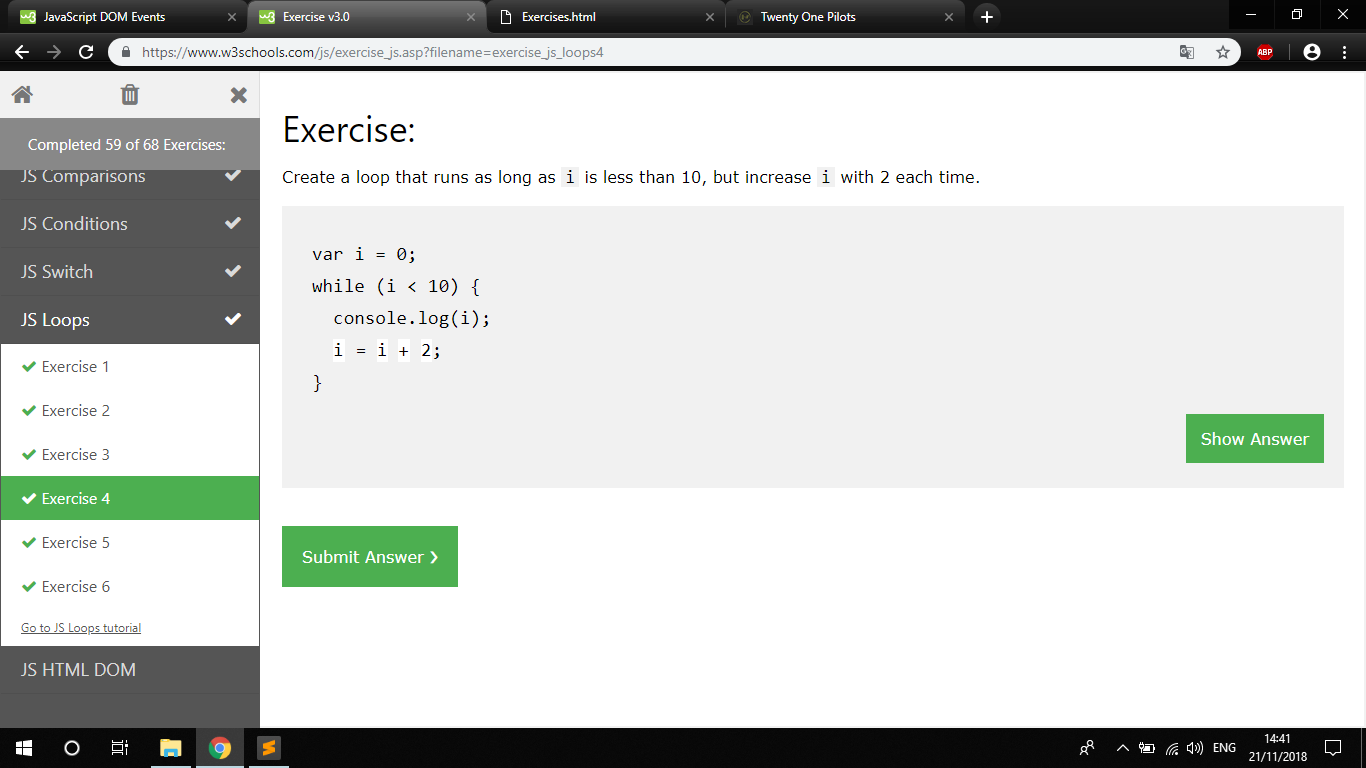 JavaScript DOM Events
Exercise v3.0
Exercises.html
Twenty One Pilots
https://www.w3schools.com/js/exercise_js.asp?filename=exercise_js_loops4
ABP
Completed 59 of 68 Exercises:
JS Comparisons
JS Conditions
JS Switch
JS Loops
Exercise 1
Exercise 2
Exercise 3
Exercise 4
Exercise 5
Exercise 6
Go to JS Loops tutorial
JS HTML DOM
Exercise:
Create a loop that runs as long as i is less than 10, but increase i with 2 each time.
var i = 0;
while (i < 10) {
  console.log(i);
  i = i + 2;
}
Show Answer
Submit Answer ❯
ENG
14:41
21/11/2018